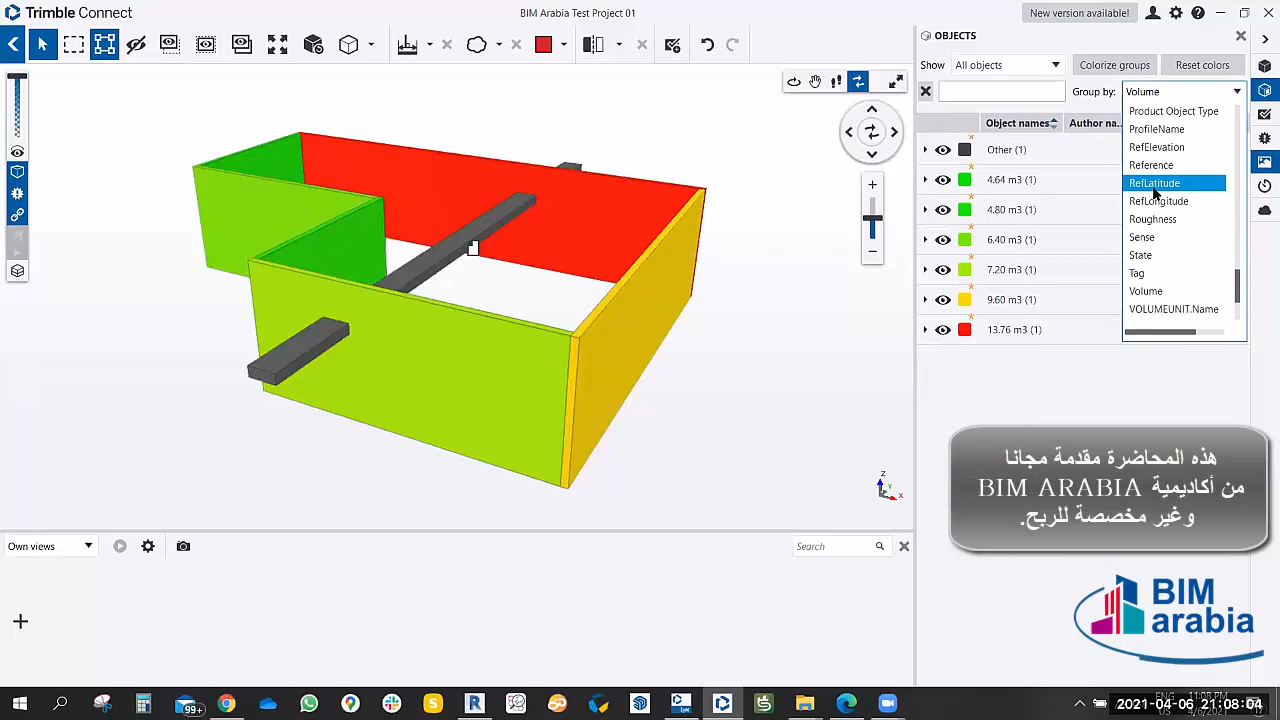 Trimble Connect
BIM Arabia Test Project 01
New version available!
OBJECTS
Show All objects Colorize groups Reset colors
Group by: Volume
Object names Author na..
Other (1)
4.64 m3 (1)
4.80 m3 (1)
6.40 m3 (1)
7.20 m3 (1)
9.60 m3 (1)
13.76 m3 (1)
Product Object Type
ProfileName
RefElevation
Reference
RefLatitude
RefLongitude
Roughness
Sense
State
Tag
Volume
VOLUMEUNIT.Name
Z
Y
X
هذه المحاضرة مقدمة مجانا
من أكاديمية BIM ARABIA
وغير مخصصة للربح.
Own views
Search
BIM
arabia
99+
2021-04-06 21:08:04